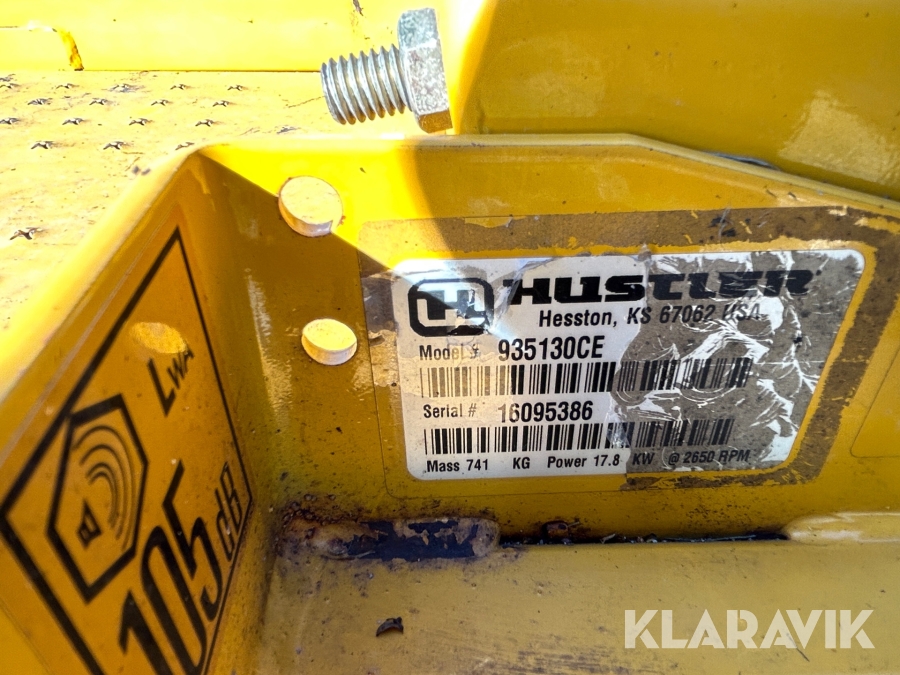 H HUSTLER
Hesston, KS 67062 USA
Model # 935130CE
Serial # 16095386
Mass 741 KG Power 17.8 KW @ 2650 RPM
LWA
105 dB
KLARAVIK